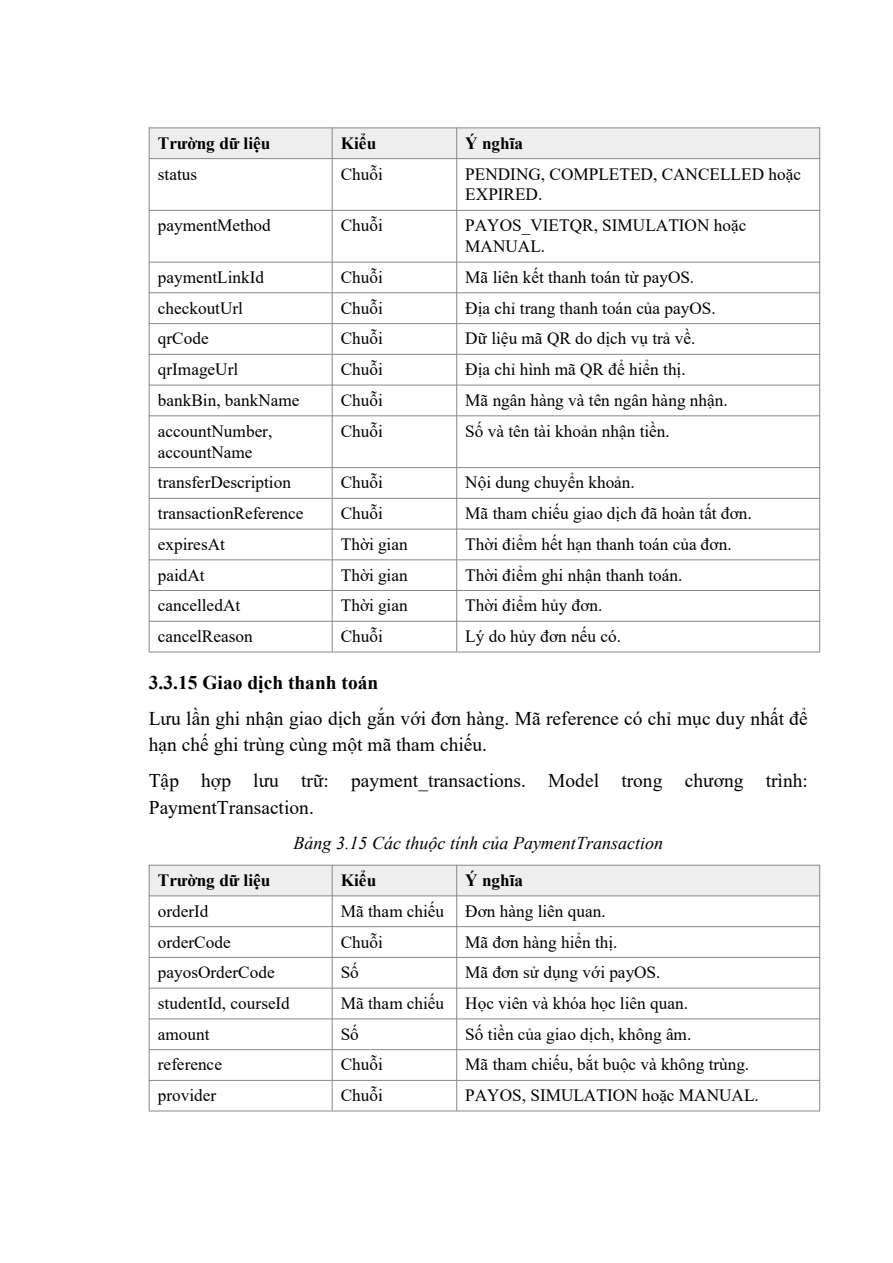 Trường dữ liệu Kiểu Ý nghĩa
status Chuỗi PENDING, COMPLETED, CANCELLED hoặc
EXPIRED.
paymentMethod Chuỗi PAYOS_VIETQR, SIMULATION hoặc
MANUAL.
paymentLinkId Chuỗi Mã liên kết thanh toán từ payOS.
checkoutUrl Chuỗi Địa chỉ trang thanh toán của payOS.
qrCode Chuỗi Dữ liệu mã QR do dịch vụ trả về.
qrImageUrl Chuỗi Địa chỉ hình mã QR để hiển thị.
bankBin, bankName Chuỗi Mã ngân hàng và tên ngân hàng nhận.
accountNumber, Chuỗi Số và tên tài khoản nhận tiền.
accountName
transferDescription Chuỗi Nội dung chuyển khoản.
transactionReference Chuỗi Mã tham chiếu giao dịch đã hoàn tất đơn.
expiresAt Thời gian Thời điểm hết hạn thanh toán của đơn.
paidAt Thời gian Thời điểm ghi nhận thanh toán.
cancelledAt Thời gian Thời điểm hủy đơn.
cancelReason Chuỗi Lý do hủy đơn nếu có.
3.3.15 Giao dịch thanh toán
Lưu lần ghi nhận giao dịch gắn với đơn hàng. Mã reference có chỉ mục duy nhất để
hạn chế ghi trùng cùng một mã tham chiếu.
Tập hợp lưu trữ: payment_transactions. Model trong chương trình:
PaymentTransaction.
Bảng 3.15 Các thuộc tính của PaymentTransaction
Trường dữ liệu Kiểu Ý nghĩa
orderId Mã tham chiếu Đơn hàng liên quan.
orderCode Chuỗi Mã đơn hàng hiển thị.
payosOrderCode Số Mã đơn sử dụng với payOS.
studentId, courseId Mã tham chiếu Học viên và khóa học liên quan.
amount Số Số tiền của giao dịch, không âm.
reference Chuỗi Mã tham chiếu, bắt buộc và không trùng.
provider Chuỗi PAYOS, SIMULATION hoặc MANUAL.